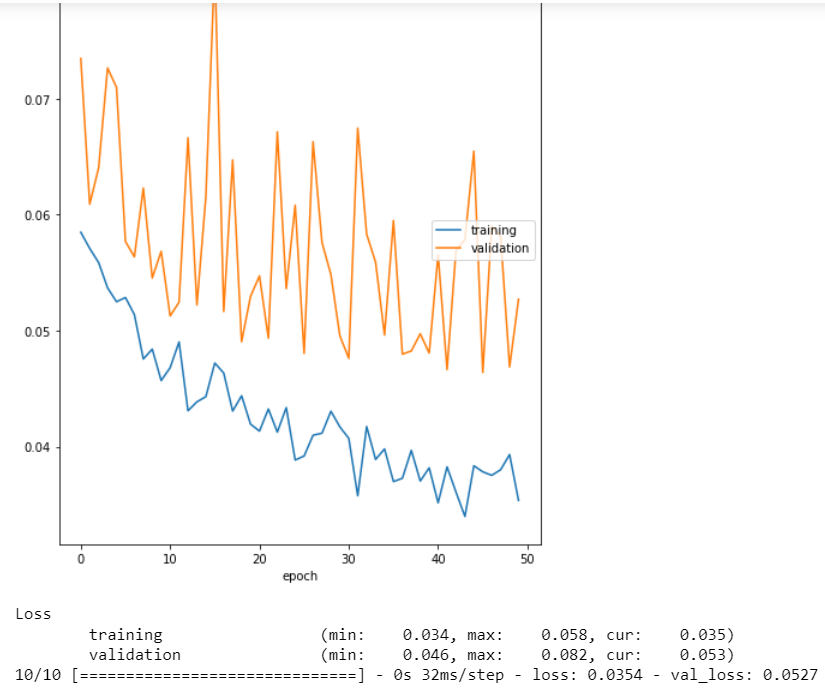 0.07
0.06
training
validation
0.05
0.04
0 10 20 30 40 50
epoch
Loss
training (min: 0.034, max: 0.058, cur: 0.035)
validation (min: 0.046, max: 0.082, cur: 0.053)
10/10 [==============================] - 0s 32ms/step - loss: 0.0354 - val_loss: 0.0527